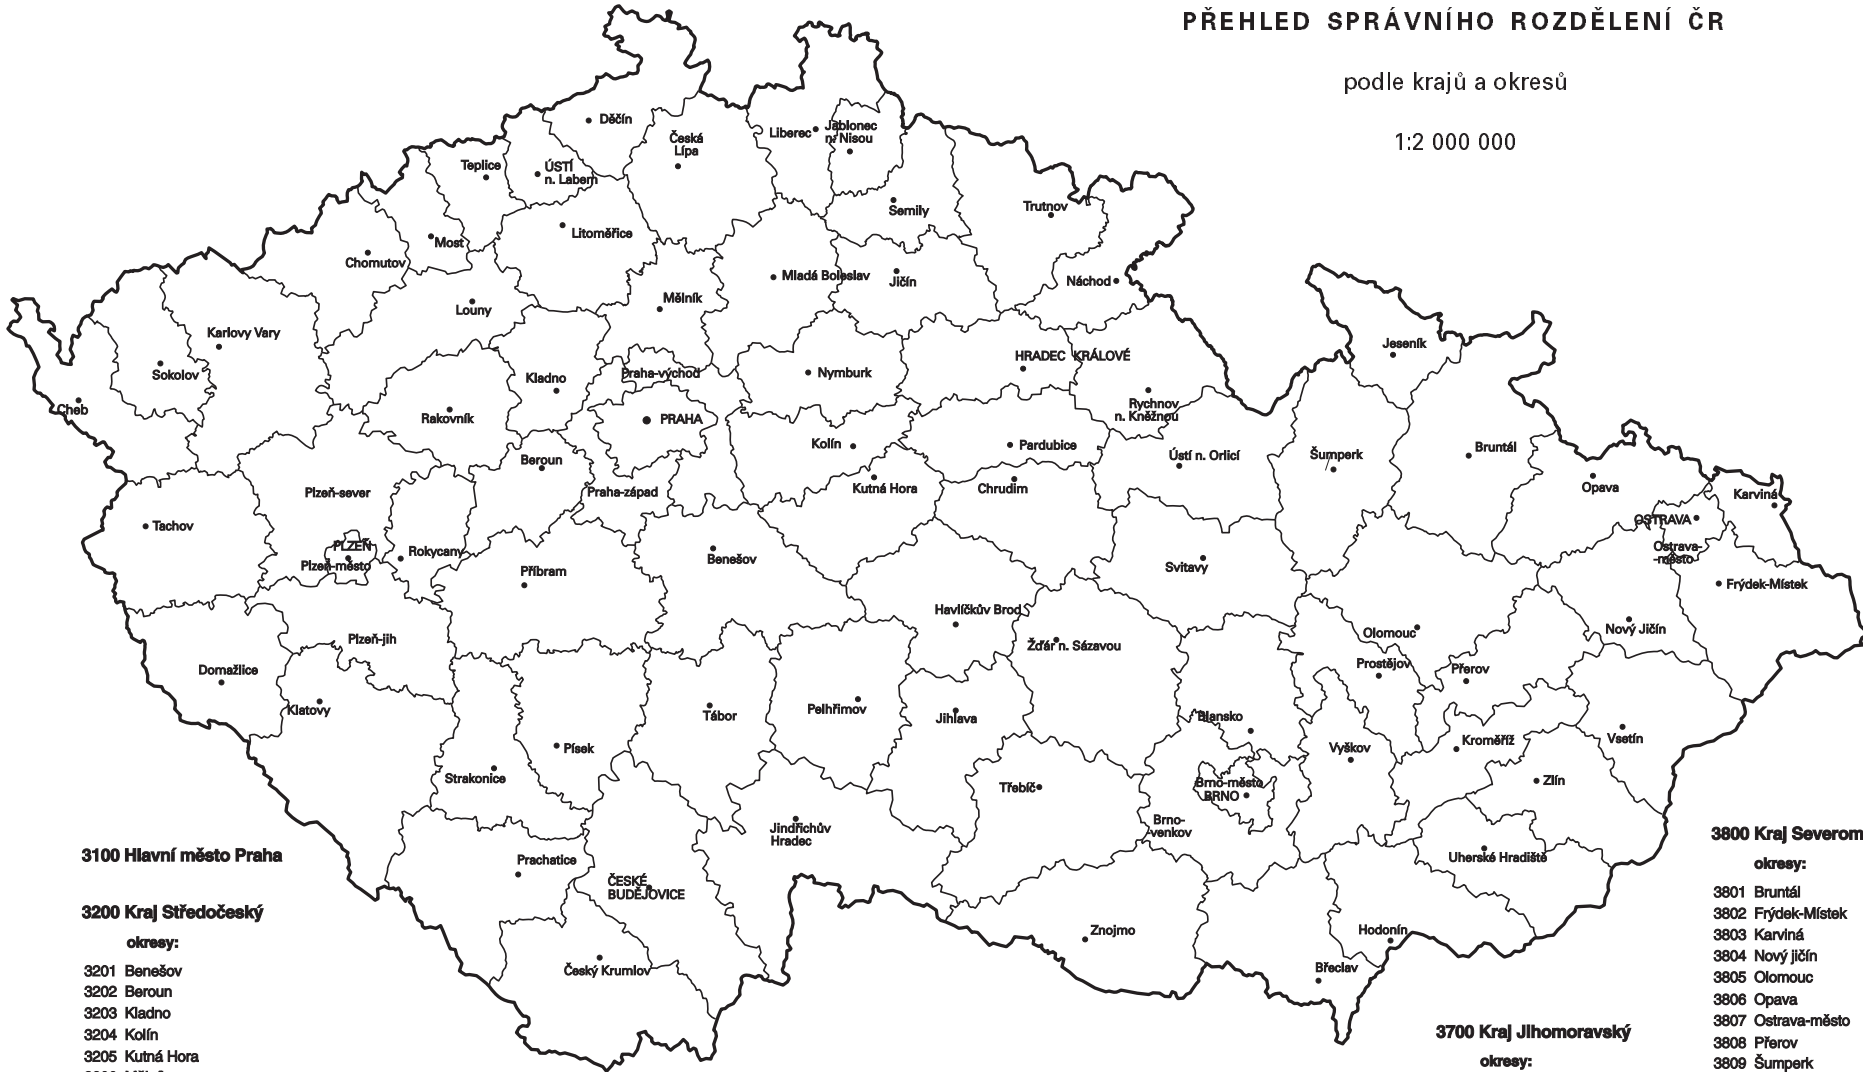 PŘEHLED SPRÁVNÍHO ROZDĚLENÍ ČR
podle krajů a okresů
1:2 000 000
Děčín
Liberec
Jablonec
n. Nisou
Česká
Lípa
Teplice
ÚSTÍ
n. Labem
Semily
Trutnov
Litoměřice
Most
Chomutov
Mladá Boleslav
Jičín
Náchod
Mělník
Louny
Karlovy Vary
Jeseník
HRADEC KRÁLOVÉ
Praha-východ
Nymburk
Sokolov
Kladno
Cheb
Rychnov
n. Kněžnou
Rakovník
PRAHA
Kolín
Pardubice
Bruntál
Ústí n. Orlicí
Šumperk
Beroun
Kutná Hora
Chrudim
Opava
Plzeň-sever
Praha-západ
Karviná
Tachov
OSTRAVA
Ostrava-
-město
PLZEŇ
Plzeň-město
Rokycany
Benešov
Svitavy
Příbram
Frýdek-Místek
Havlíčkův Brod
Nový Jičín
Olomouc
Plzeň-jih
Žďár n. Sázavou
Prostějov
Přerov
Domažlice
Klatovy
Tábor
Pelhřimov
Jihlava
Blansko
Kroměříž
Vsetín
Písek
Vyškov
Strakonice
Třebíč
Brno-město
BRNO
Zlín
Brno-
-venkov
Jindřichův
Hradec
Uherské Hradiště
Prachatice
ČESKÉ
BUDĚJOVICE
Znojmo
Hodonín
Český Krumlov
Břeclav
3100 Hlavní město Praha
3200 Kraj Středočeský
okresy:
3201 Benešov
3202 Beroun
3203 Kladno
3204 Kolín
3205 Kutná Hora
3700 Kraj Jihomoravský
okresy:
3800 Kraj Severom
okresy:
3801 Bruntál
3802 Frýdek-Místek
3803 Karviná
3804 Nový jičín
3805 Olomouc
3806 Opava
3807 Ostrava-město
3808 Přerov
3809 Šumperk